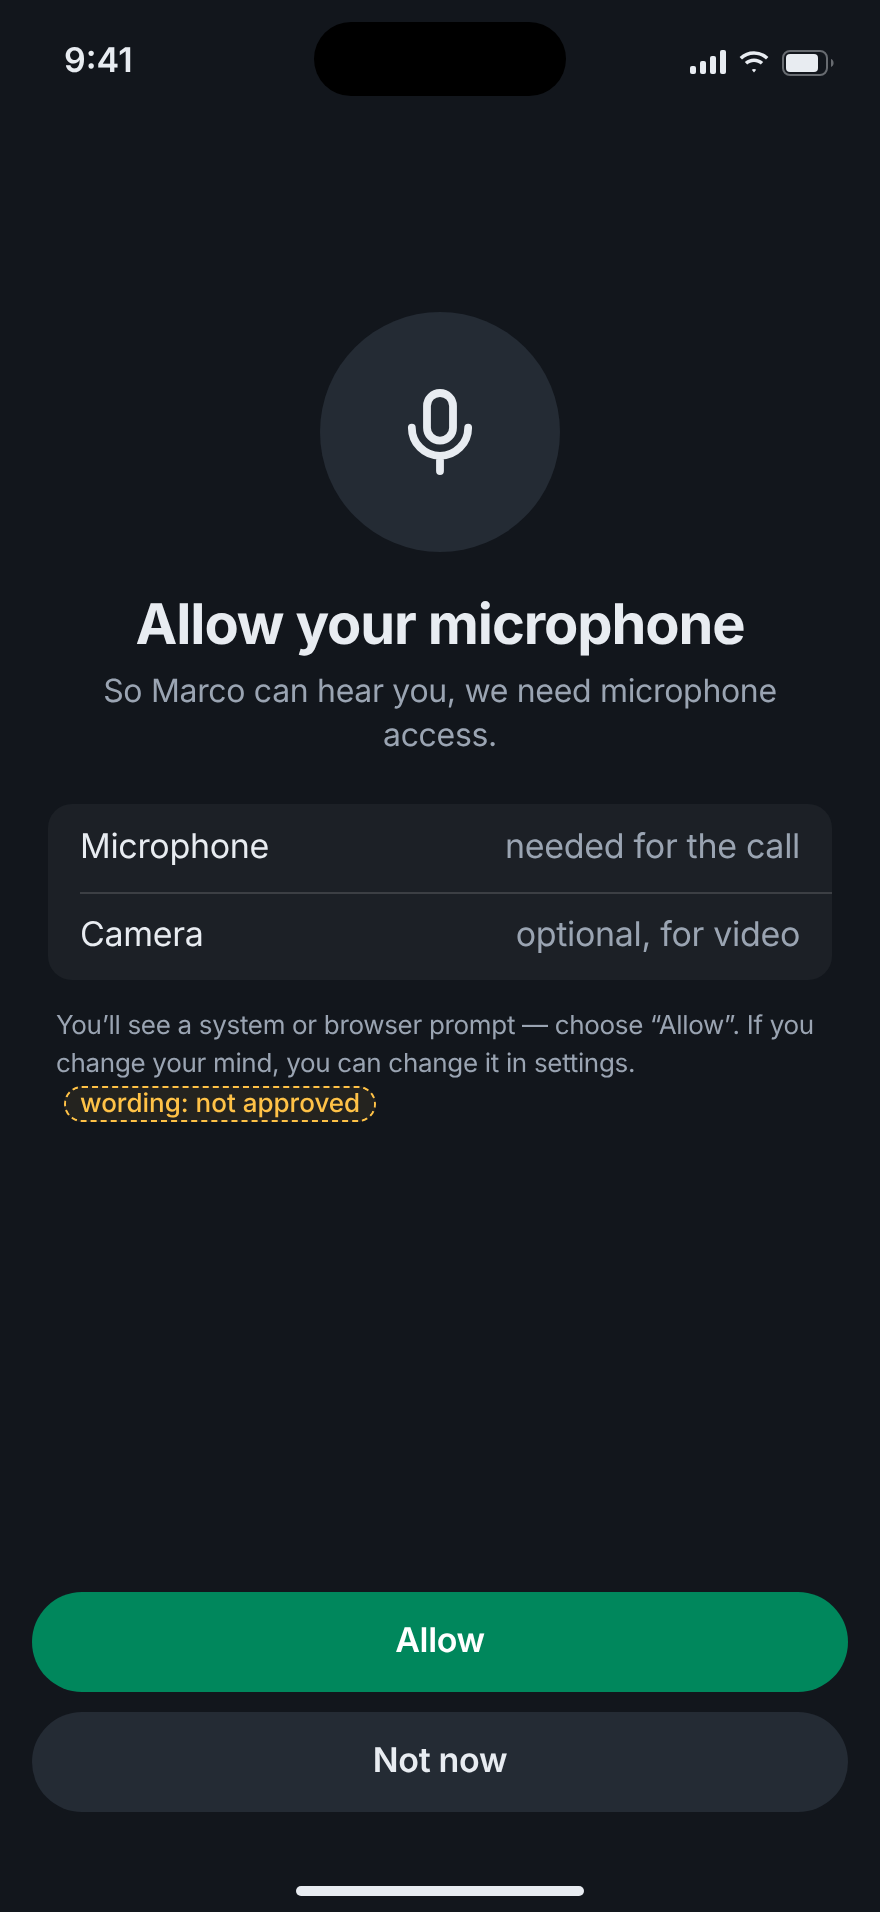 9:41
Allow your microphone
So Marco can hear you, we need microphone
access.
Microphone needed for the call
Camera optional, for video
You’ll see a system or browser prompt — choose “Allow”. If you
change your mind, you can change it in settings.
wording: not approved
Allow
Not now